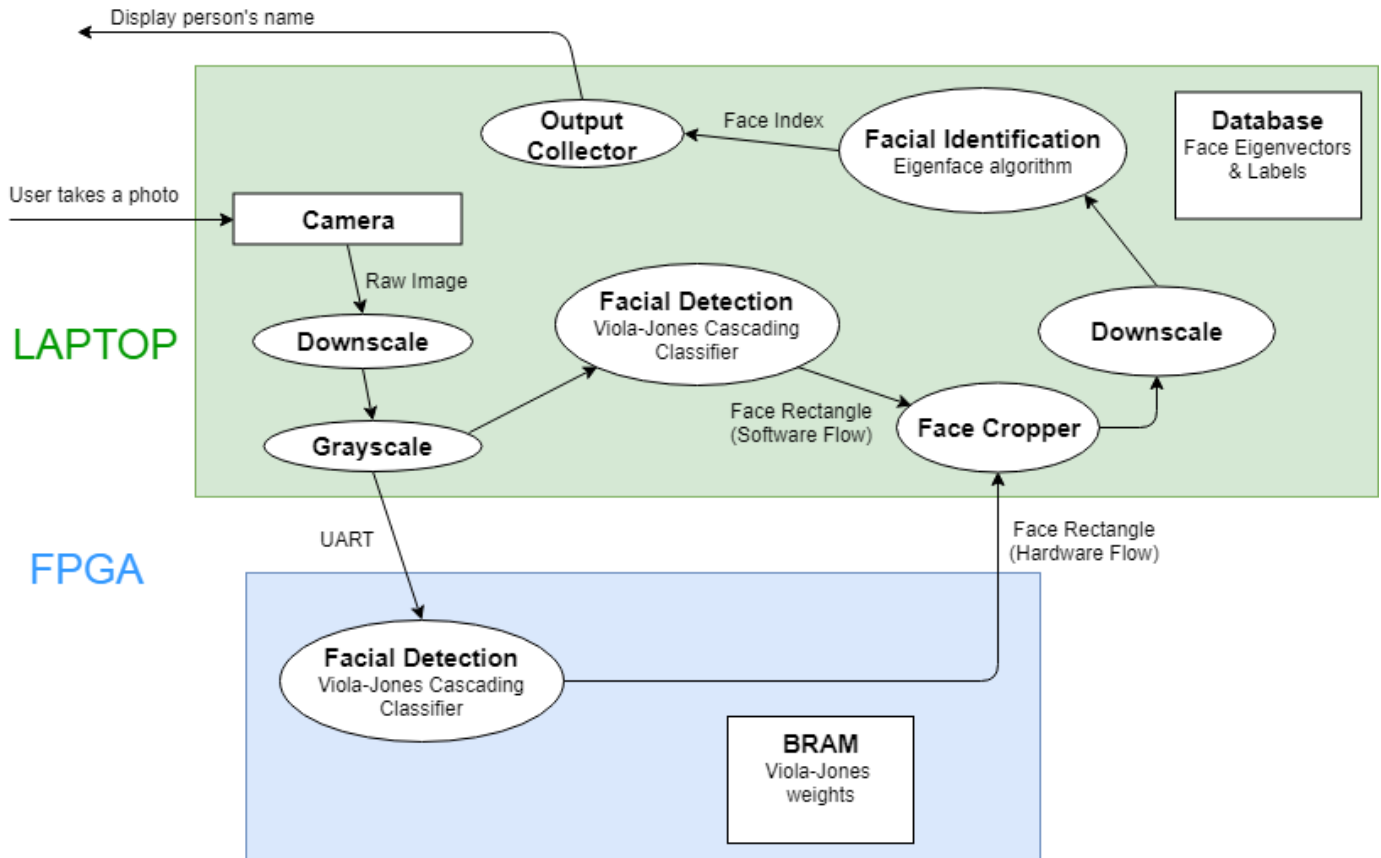 Display person's name
Output
Collector
Face Index
Facial Identification
Eigenface algorithm
Database
Face Eigenvectors
& Labels
User takes a photo
Camera
Raw Image
Downscale
Grayscale
Facial Detection
Viola-Jones Cascading
Classifier
Face Rectangle
(Software Flow)
Face Cropper
Downscale
LAPTOP
UART
Face Rectangle
(Hardware Flow)
FPGA
Facial Detection
Viola-Jones Cascading
Classifier
BRAM
Viola-Jones
weights